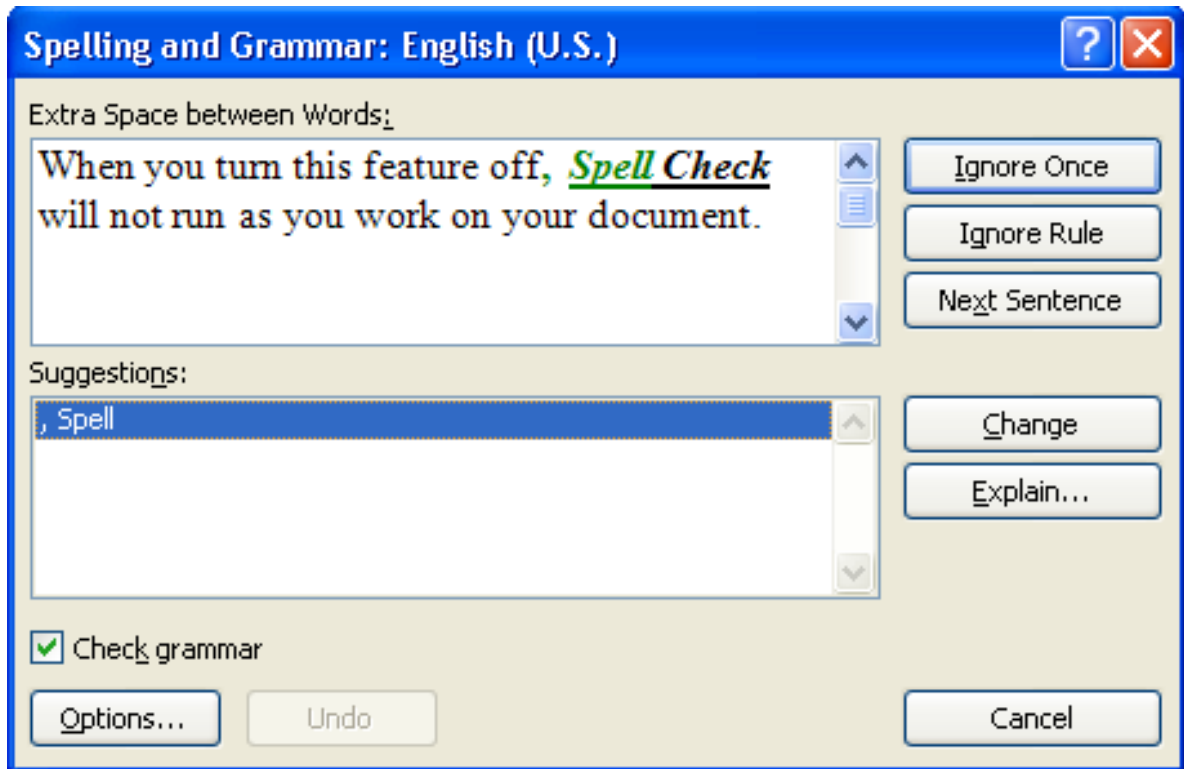 Spelling and Grammar: English (U.S.)
Extra Space between Words:
When you turn this feature off,  Spell Check
will not run as you work on your document.
Ignore Once
Ignore Rule
Next Sentence
Suggestions:
, Spell
Change
Explain...
Check grammar
Options...
Undo
Cancel